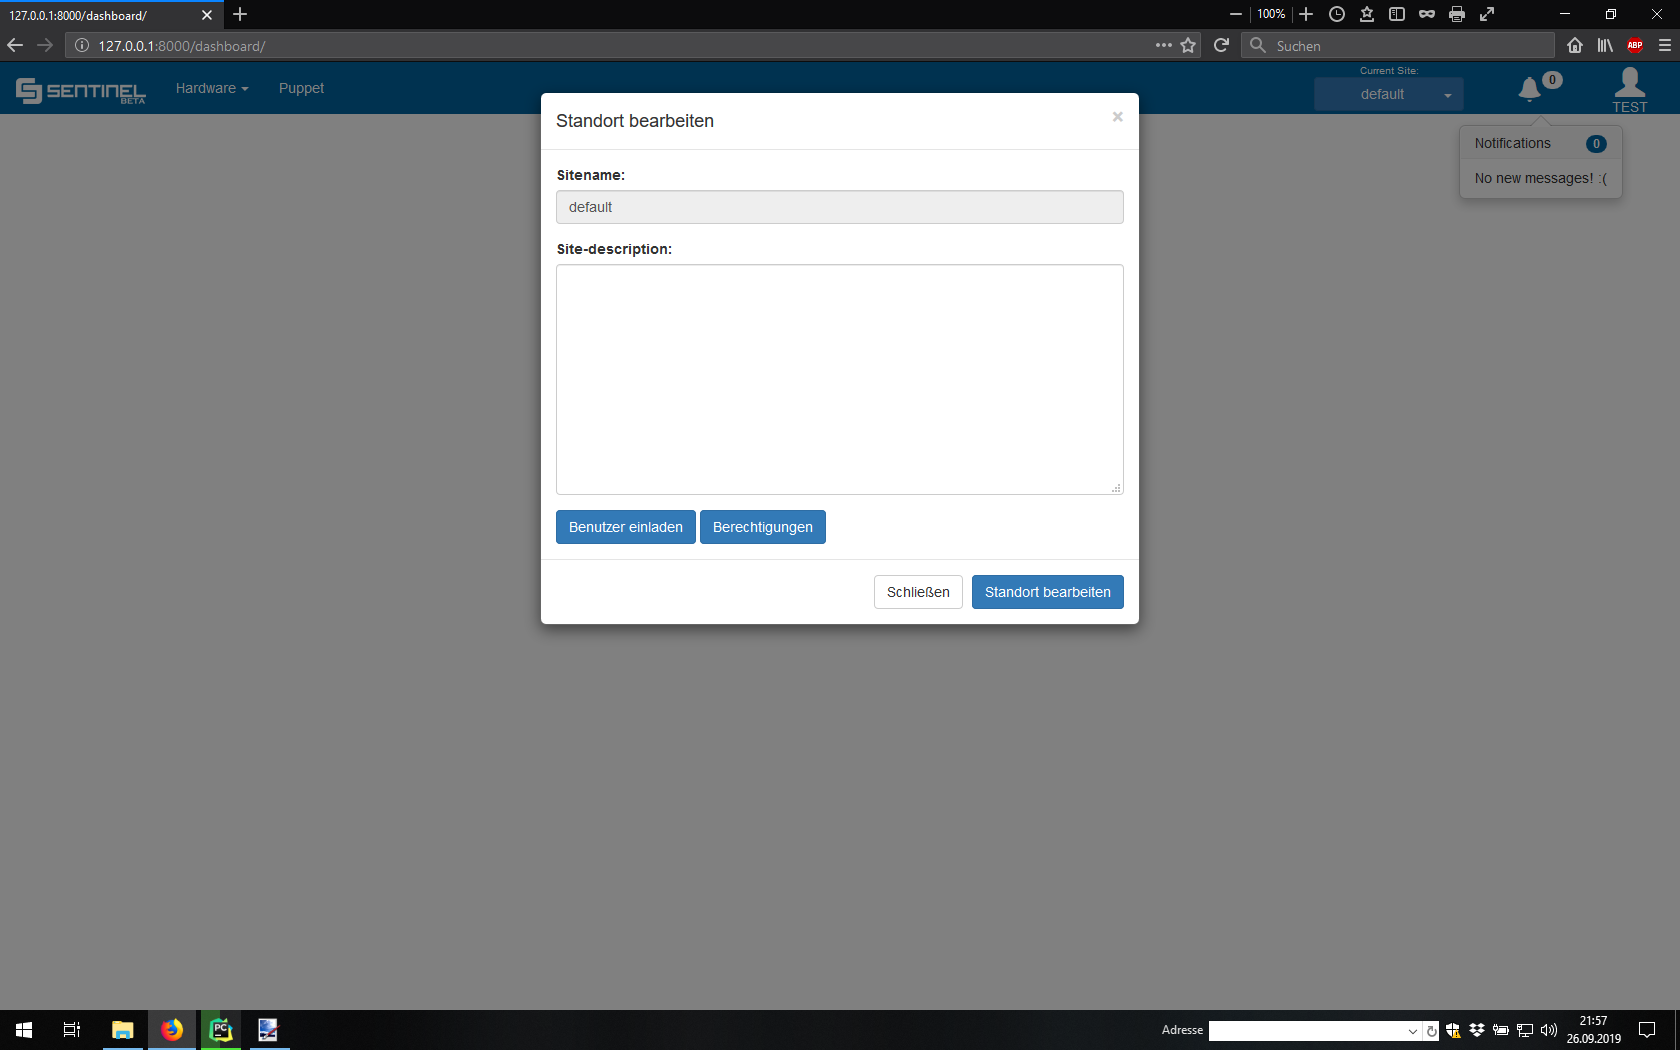 127.0.0.1:8000/dashboard/
100%
127.0.0.1:8000/dashboard/
Suchen
ABP
SENTINEL
BETA
Hardware
Puppet
Current Site:
default
0
TEST
Notifications 0
No new messages! :(
Standort bearbeiten
×
Sitename:
default
Site-description:
Benutzer einladen
Berechtigungen
Schließen
Standort bearbeiten
PC
Adresse
21:57
26.09.2019